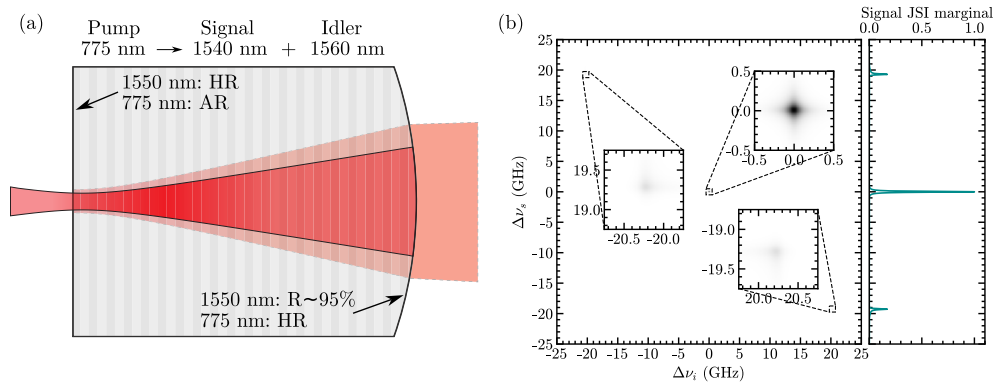 (a)
Pump Signal Idler
775 nm → 1540 nm + 1560 nm
1550 nm: HR
775 nm: AR
1550 nm: R~95%
775 nm: HR
(b)
Signal JSI marginal
0.0 0.5 1.0
25
20
15
10
5
0
-5
-10
-15
-20
-25
Δν_s (GHz)
-25 -20 -15 -10 -5 0 5 10 15 20 25
Δν_i (GHz)
0.5
0.0
-0.5
-0.5 0.0 0.5
19.5
19.0
-20.5 -20.0
-19.0
-19.5
20.0 20.5